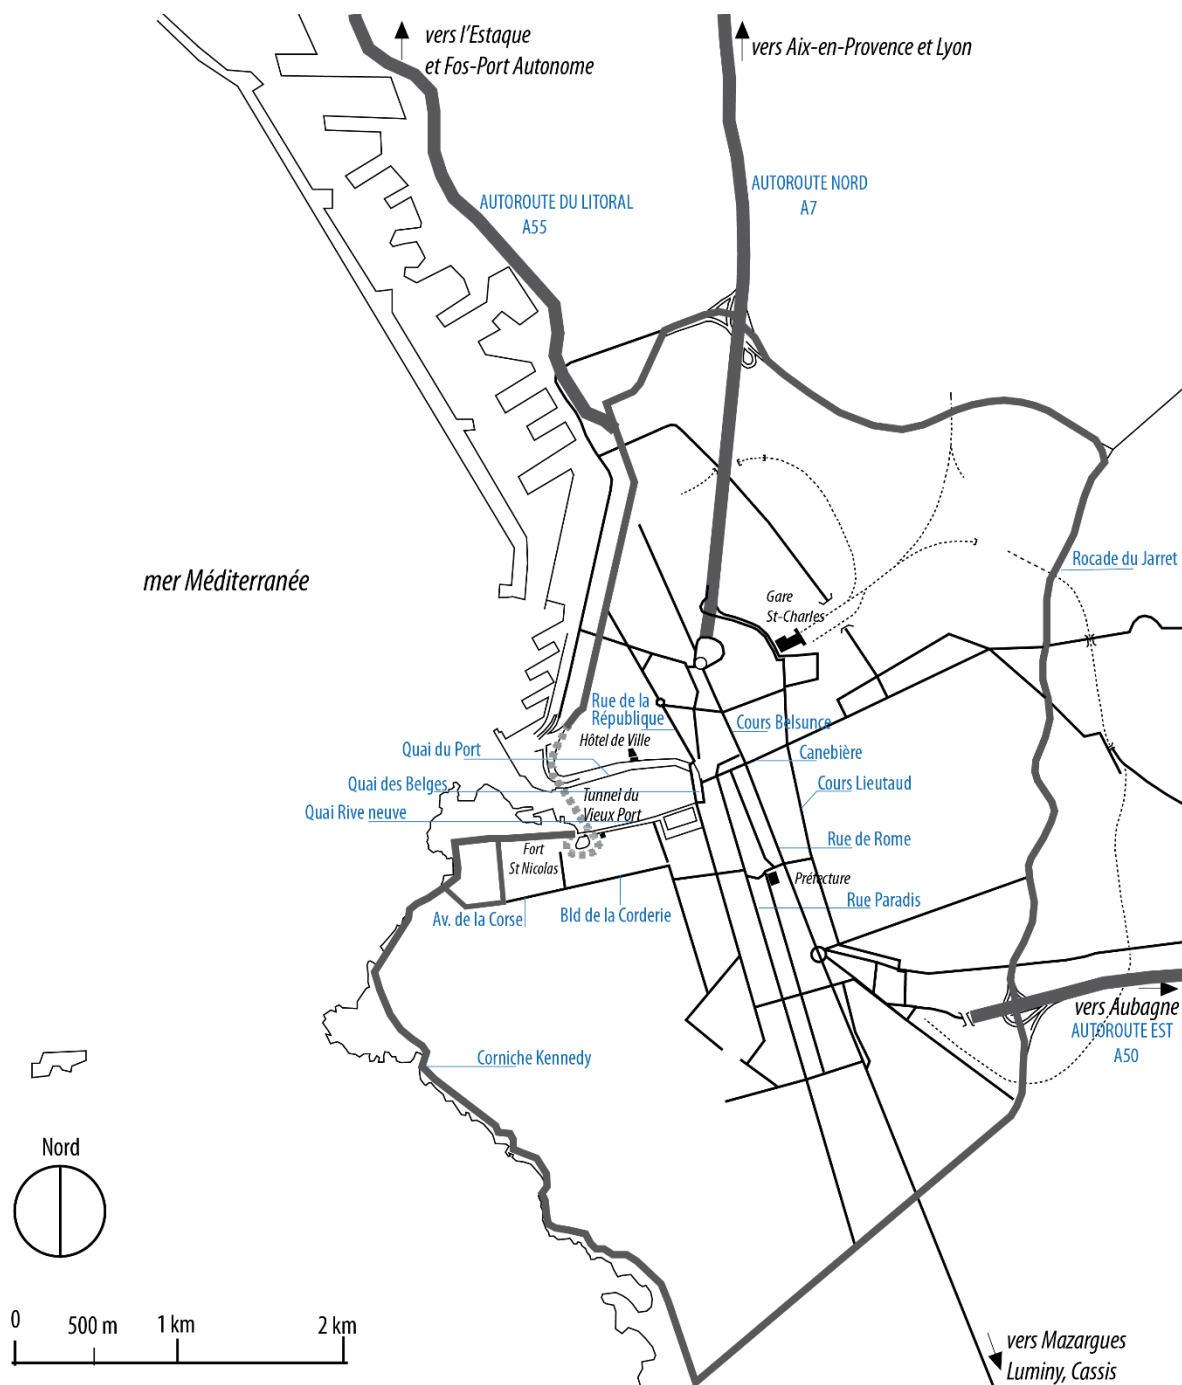 vers l'Estaque
et Fos-Port Autonome
vers Aix-en-Provence et Lyon
AUTOROUTE NORD
A7
AUTOROUTE DU LITORAL
A55
Rocade du Jarret
mer Méditerranée
Gare
St-Charles
Rue de la
République
Cours Belsunce
Hôtel de Ville
Quai du Port
Canebière
Quai des Belges
Cours Lieutaud
Tunnel du
Vieux Port
Quai Rive neuve
Rue de Rome
Fort
St Nicolas
Préfecture
Rue Paradis
Av. de la Corse
Bld de la Corderie
vers Aubagne
AUTOROUTE EST
A50
Corniche Kennedy
Nord
0
500 m
1 km
2 km
vers Mazargues
Luminy, Cassis